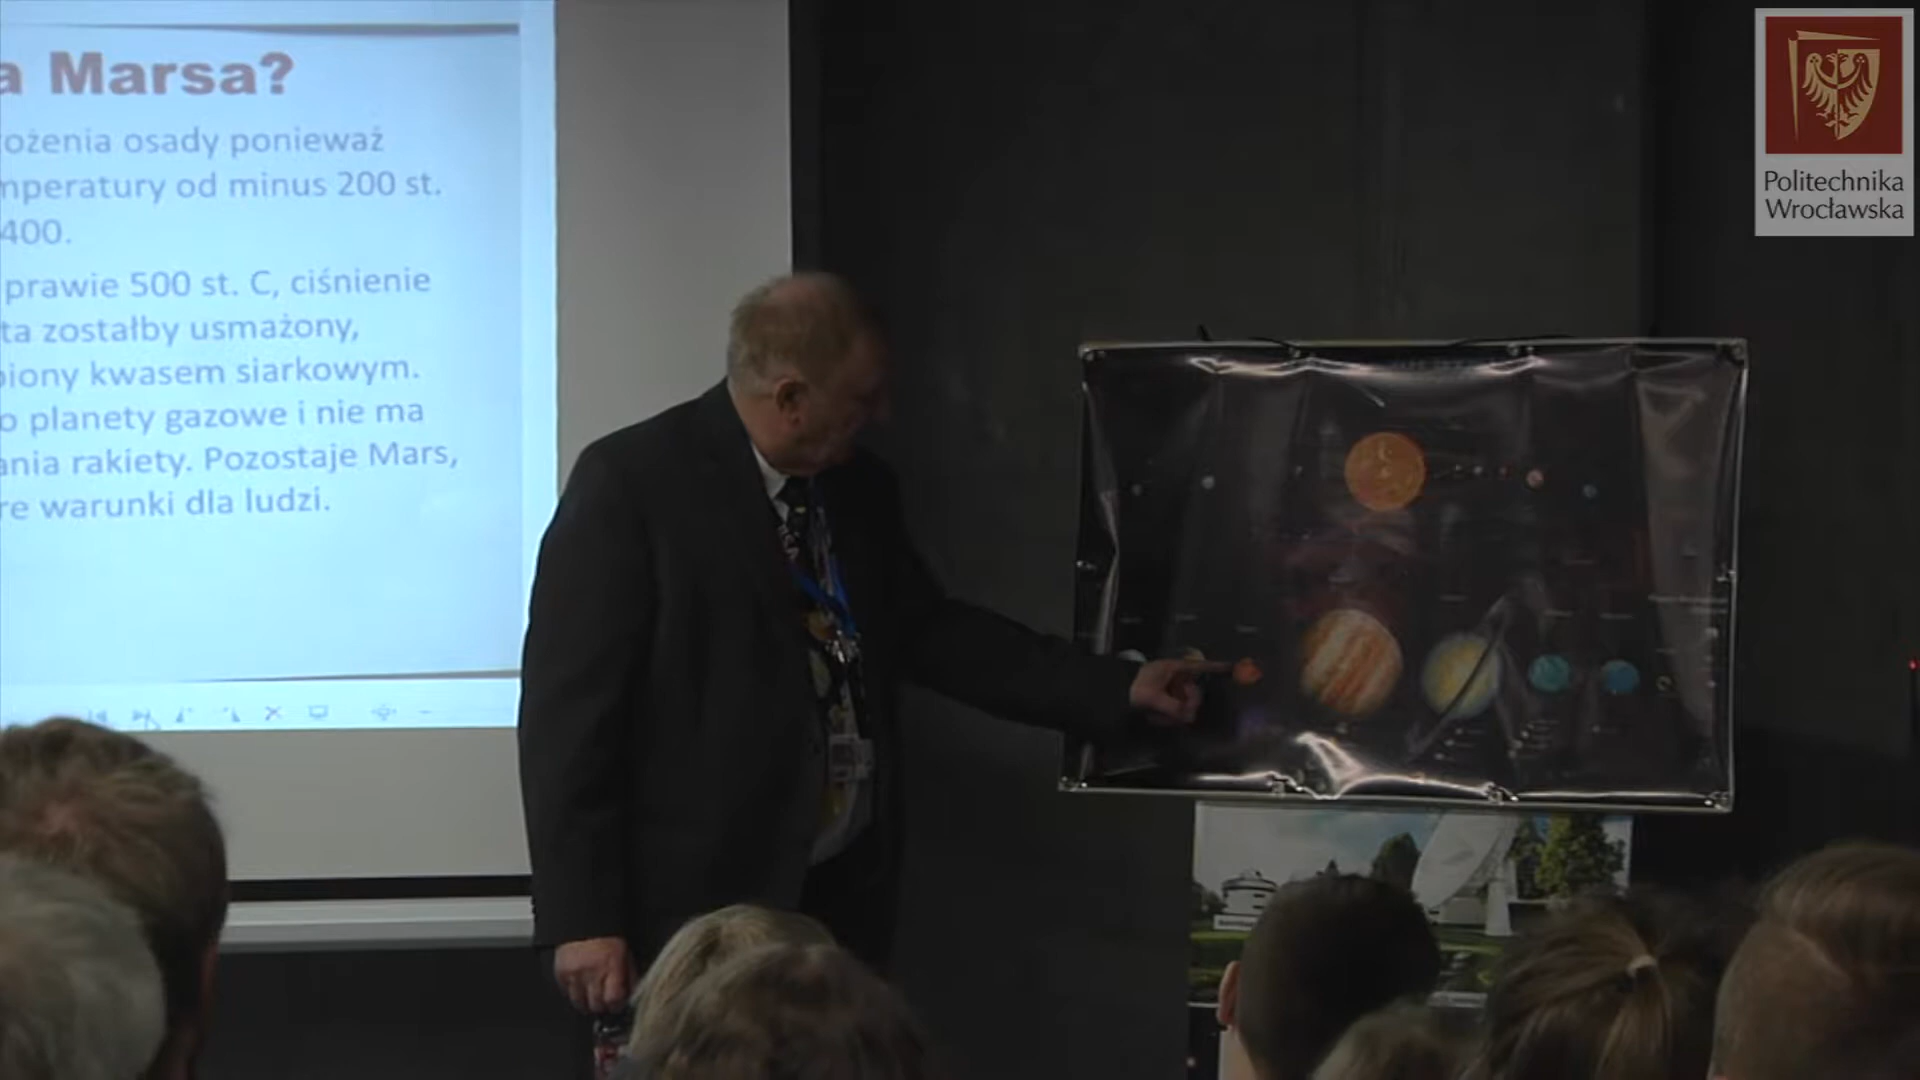 a Marsa?
rożenia osady ponieważ
mperatury od minus 200 st.
400.
prawie 500 st. C, ciśnienie
ta zostałby usmażony,
piony kwasem siarkowym.
o planety gazowe i nie ma
ania rakiety. Pozostaje Mars,
re warunki dla ludzi.
Politechnika
Wrocławska